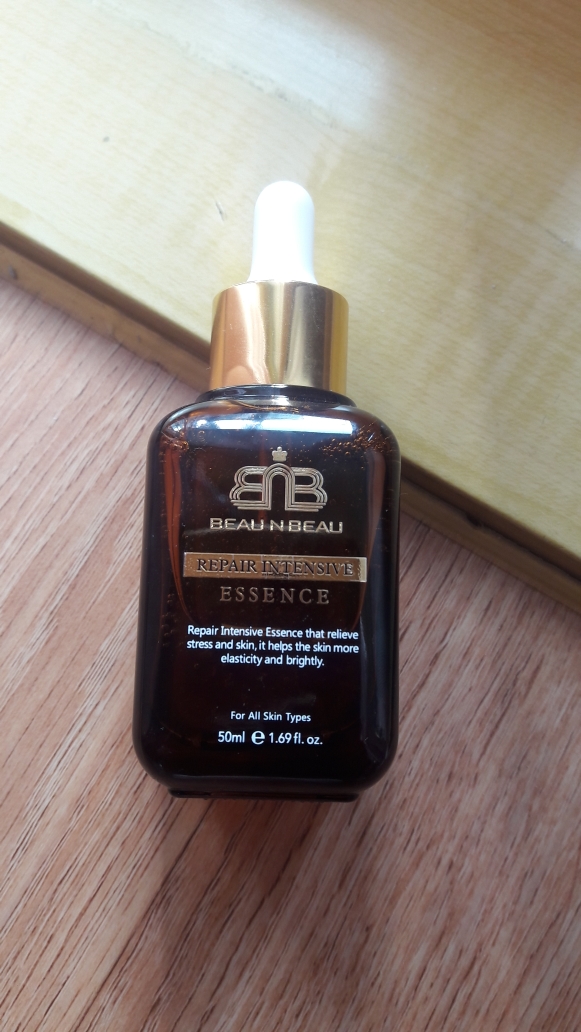 BNB
BEAU N BEAU
REPAIR INTENSIVE
ESSENCE
Repair Intensive Essence that relieve
stress and skin, it helps the skin more
elasticity and brightly.
For All Skin Types
50ml ℮ 1.69 fl. oz.